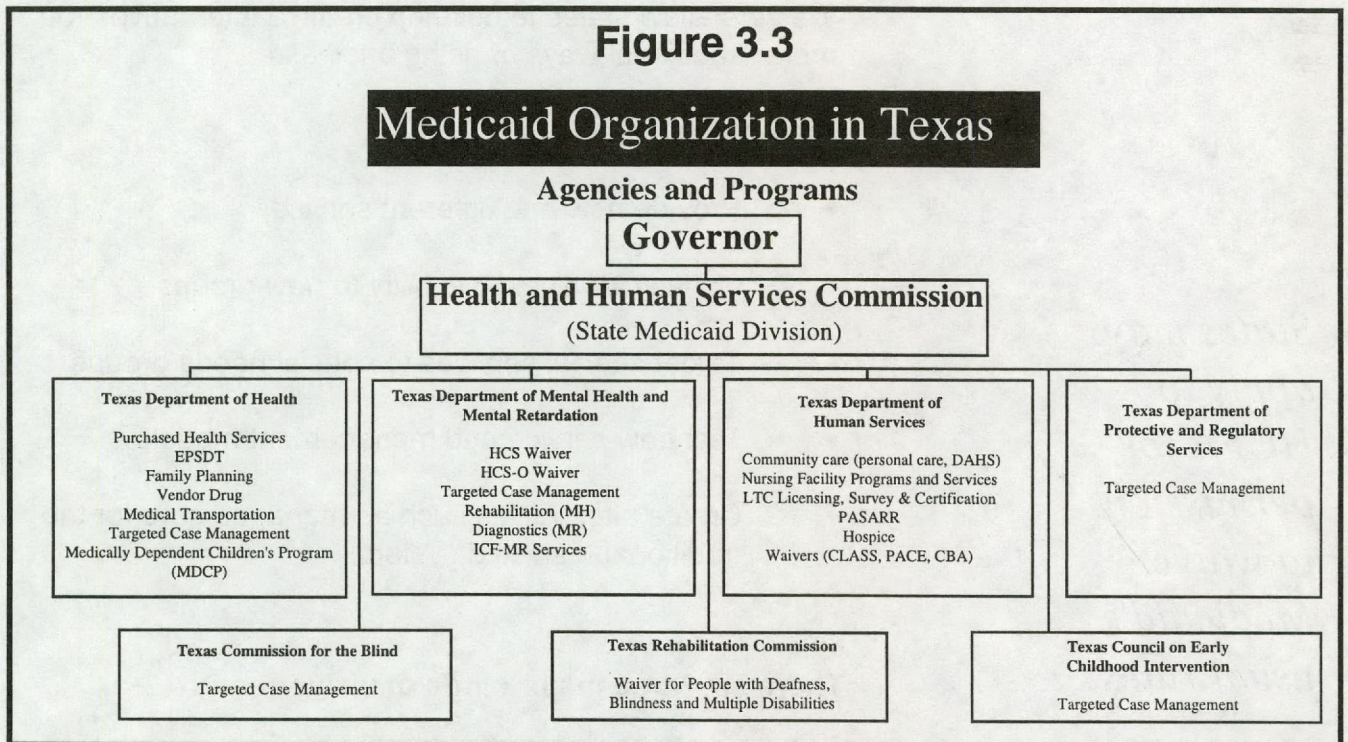 Figure 3.3
Medicaid Organization in Texas
Agencies and Programs
Governor
Health and Human Services Commission
(State Medicaid Division)
Texas Department of Health
Purchased Health Services
EPSDT
Family Planning
Vendor Drug
Medical Transportation
Targeted Case Management
Medically Dependent Children's Program
(MDCP)
Texas Department of Mental Health and
Mental Retardation
HCS Waiver
HCS-O Waiver
Targeted Case Management
Rehabilitation (MH)
Diagnostics (MR)
ICF-MR Services
Texas Department of
Human Services
Community care (personal care, DAHS)
Nursing Facility Programs and Services
LTC Licensing, Survey & Certification
PASARR
Hospice
Waivers (CLASS, PACE, CBA)
Texas Department of
Protective and Regulatory
Services
Targeted Case Management
Texas Commission for the Blind
Targeted Case Management
Texas Rehabilitation Commission
Waiver for People with Deafness,
Blindness and Multiple Disabilities
Texas Council on Early
Childhood Intervention
Targeted Case Management